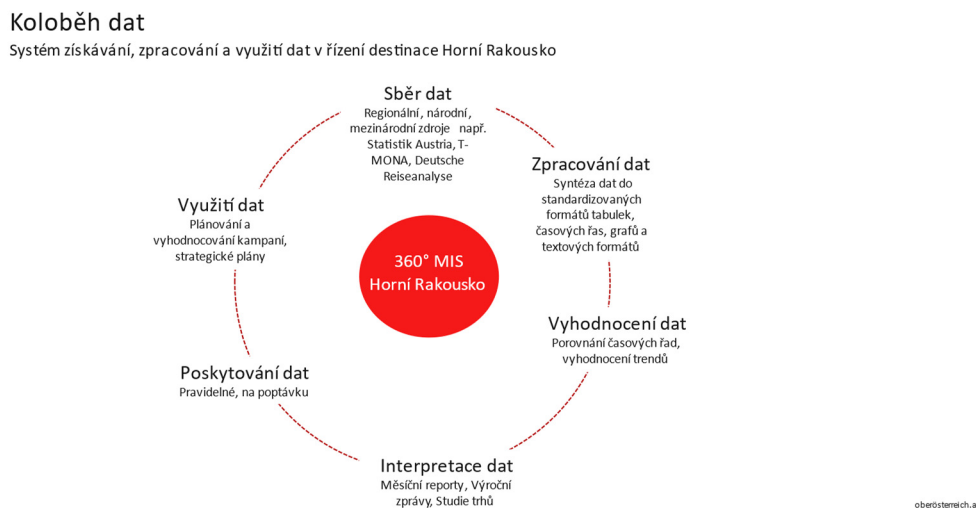 Koloběh dat
Systém získávání, zpracování a využití dat v řízení destinace Horní Rakousko
Sběr dat
Regionální, národní,
mezinárodní zdroje např.
Statistik Austria, T-
MONA, Deutsche
Reiseanalyse
Zpracování dat
Syntéza dat do
standardizovaných
formátů tabulek,
časových řas, grafů a
textových formátů
Vyhodnocení dat
Porovnání časových řad,
vyhodnocení trendů
Interpretace dat
Měsíční reporty, Výroční
zprávy, Studie trhů
Poskytování dat
Pravidelné, na poptávku
Využití dat
Plánování a
vyhodnocování kampaní,
strategické plány
360° MIS
Horní Rakousko
oberösterreich.a